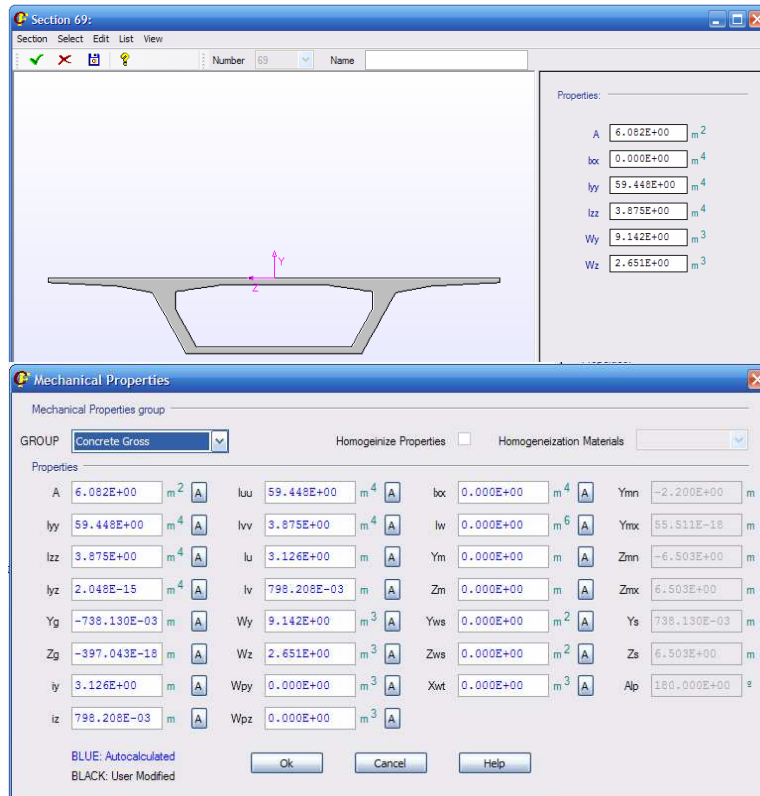 Section 69:
Section Select Edit List View
Number 69 Name
Y
Z
Properties:
A 6.082E+00 m2
Ixx 0.000E+00 m4
Iyy 59.448E+00 m4
Izz 3.875E+00 m4
Wy 9.142E+00 m3
Wz 2.651E+00 m3
Mechanical Properties
Mechanical Properties group
GROUP Concrete Gross Homogeinize Properties Homogeneization Materials
Properties
A 6.082E+00 m2 A Iuu 59.448E+00 m4 A Ixx 0.000E+00 m4 A Ymn -2.200E+00 m
Iyy 59.448E+00 m4 A Ivv 3.875E+00 m4 A Iw 0.000E+00 m6 A Ymx 55.511E-18 m
Izz 3.875E+00 m4 A Iu 3.126E+00 m A Ym 0.000E+00 m A Zmn -6.503E+00 m
Iyz 2.048E-15 m4 A Iv 798.208E-03 m A Zm 0.000E+00 m A Zmx 6.503E+00 m
Yg -738.130E-03 m A Wy 9.142E+00 m3 A Yws 0.000E+00 m2 A Ys 738.130E-03 m
Zg -397.043E-18 m A Wz 2.651E+00 m3 A Zws 0.000E+00 m2 A Zs 6.503E+00 m
iy 3.126E+00 m A Wpy 0.000E+00 m3 A Xwt 0.000E+00 m3 A Alp 180.000E+00 º
iz 798.208E-03 m A Wpz 0.000E+00 m3 A
BLUE: Autocalculated
BLACK: User Modified
Ok Cancel Help